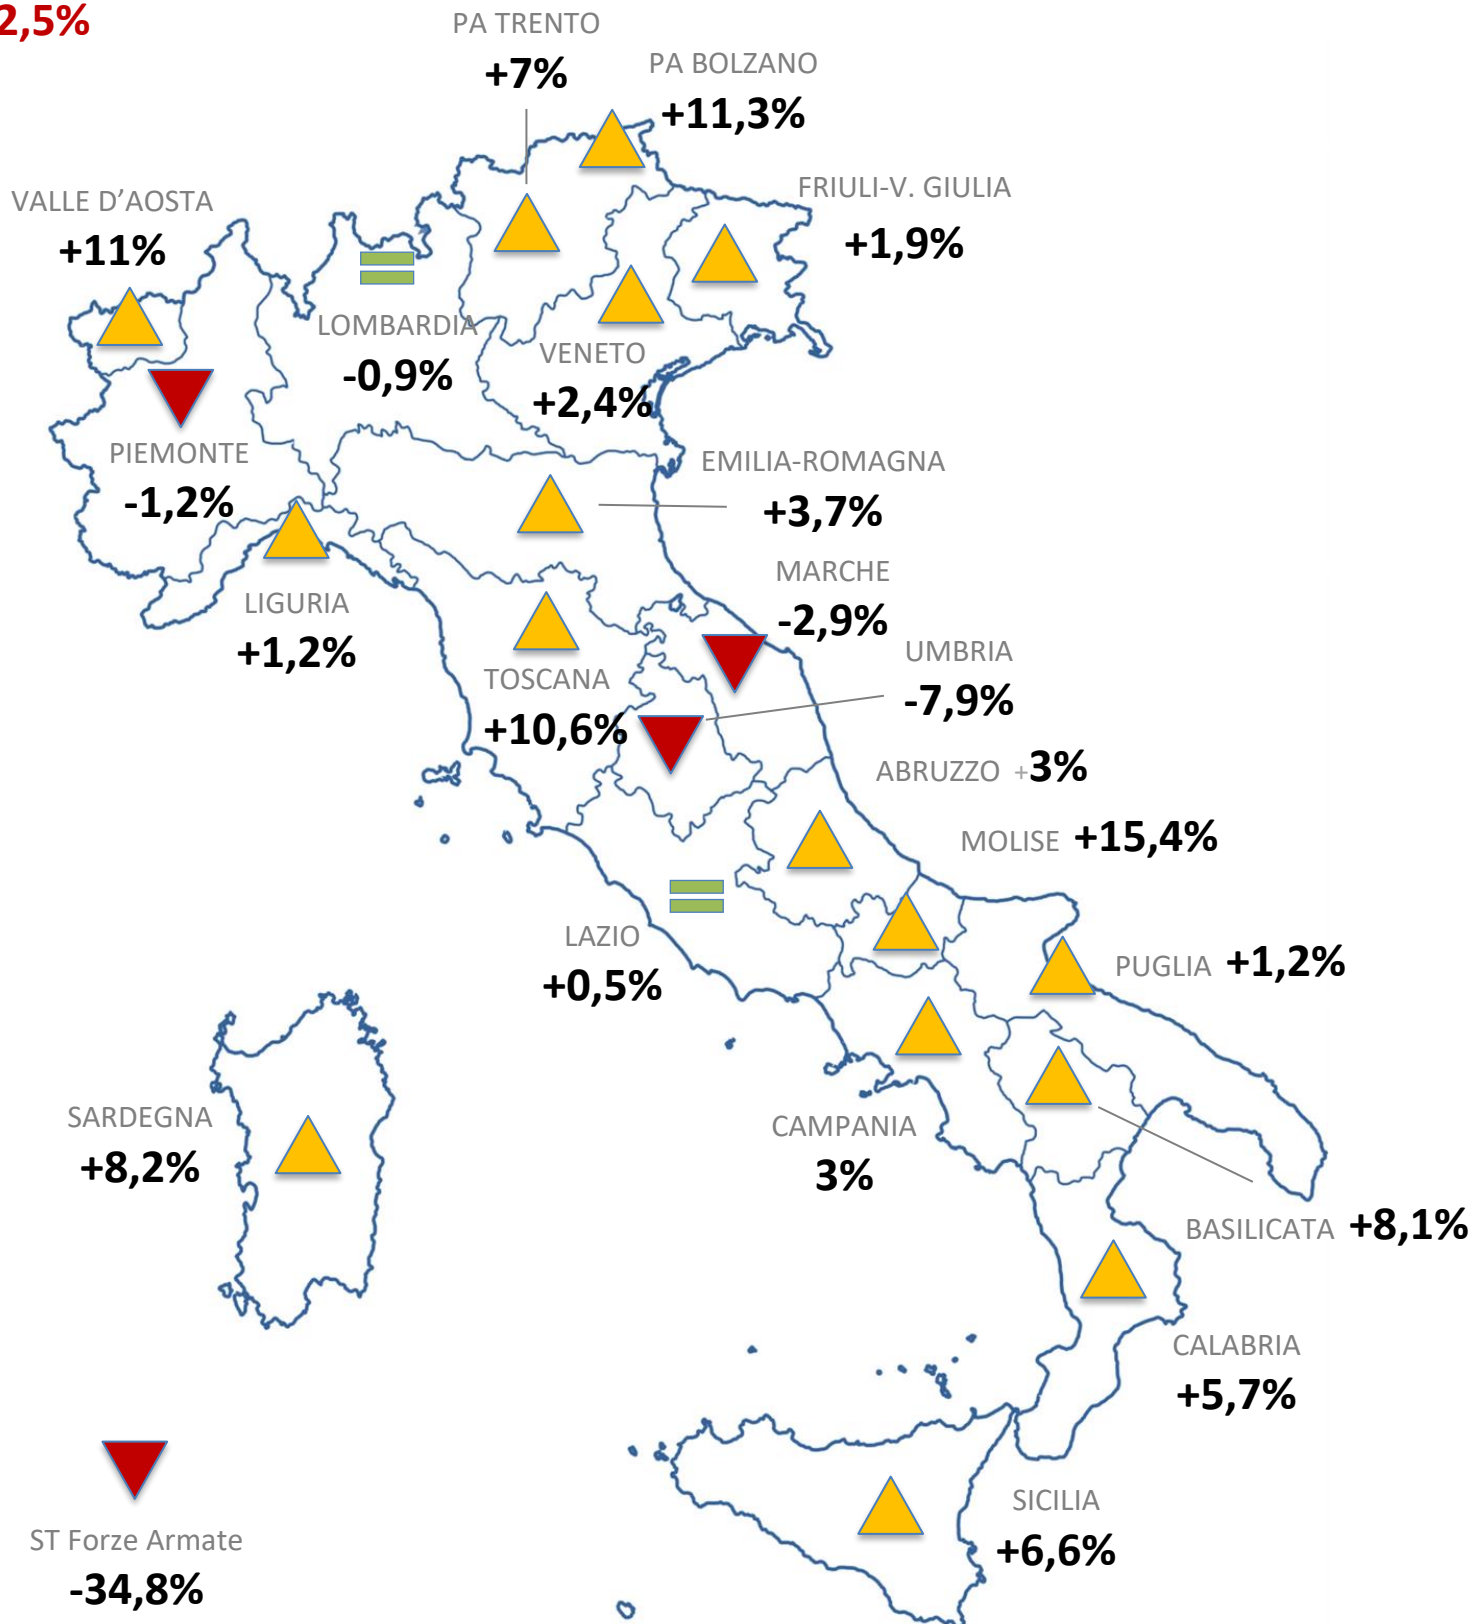 2,5%
PA TRENTO
+7%
PA BOLZANO
+11,3%
VALLE D’AOSTA
+11%
FRIULI-V. GIULIA
+1,9%
LOMBARDIA
-0,9%
VENETO
+2,4%
PIEMONTE
-1,2%
EMILIA-ROMAGNA
+3,7%
LIGURIA
+1,2%
MARCHE
-2,9%
TOSCANA
+10,6%
UMBRIA
-7,9%
ABRUZZO +3%
MOLISE +15,4%
LAZIO
+0,5%
PUGLIA +1,2%
SARDEGNA
+8,2%
CAMPANIA
3%
BASILICATA +8,1%
CALABRIA
+5,7%
SICILIA
+6,6%
ST Forze Armate
-34,8%